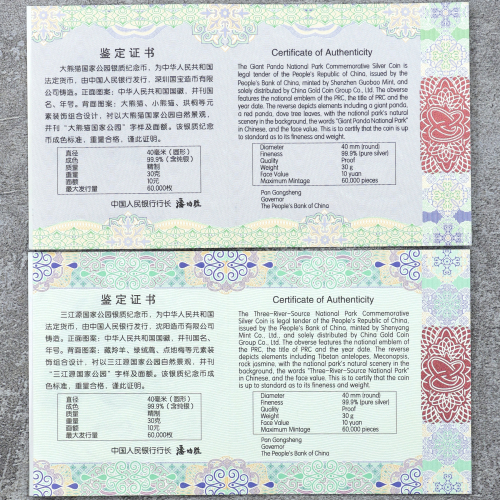 鉴定证书
大熊猫国家公园银质纪念币，为中华人民共和国
法定货币，由中国人民银行发行，深圳国宝造币有限
公司铸造。正面图案：中华人民共和国国徽，并刊国
名、年号。背面图案：大熊猫、小熊猫、珙桐等元
素装饰组合设计，衬以大熊猫国家公园自然景观，
并刊“大熊猫国家公园”字样及面额。该银质纪念
币成色标准，重量合格，谨此证明。
直径 40毫米（圆形）
成色 99.9%（含纯银）
质量 精制
重量 30克
面额 10元
最大发行量 60,000枚
中国人民银行行长
Certificate of Authenticity
The Giant Panda National Park Commemorative Silver Coin is
legal tender of the People's Republic of China, issued by the
People's Bank of China, minted by Shenzhen Guobao Mint, and
solely distributed by China Gold Coin Group Co., Ltd. The obverse
features the national emblem of the PRC, the title of the PRC and
the year date. The reverse depicts elements including a giant panda,
a red panda, dove tree leaves, with the national park's natural
scenery in the background, the words "Giant Panda National Park"
in Chinese, and the face value. This is to certify that the coin is up
to standard as to its fineness and weight.
Diameter 40 mm (round)
Fineness 99.9% (pure silver)
Quality Proof
Weight 30 g
Face Value 10 yuan
Maximum Mintage 60,000 pieces
Pan Gongsheng
Governor
The People's Bank of China
鉴定证书
三江源国家公园银质纪念币，为中华人民共和国
法定货币，由中国人民银行发行，沈阳造币有限公司
铸造。正面图案：中华人民共和国国徽，并刊国名、
年号。背面图案：藏羚羊、绿绒蒿、点地梅等元素装
饰组合设计，衬以三江源国家公园自然景观，并刊
“三江源国家公园”字样及面额。该银质纪念币成
色标准，重量合格，谨此证明。
直径 40毫米（圆形）
成色 99.9%（含纯银）
质量 精制
重量 30克
面额 10元
最大发行量 60,000枚
中国人民银行行长
Certificate of Authenticity
The Three-River-Source National Park Commemorative
Silver Coin is legal tender of the People's Republic of China,
issued by the People's Bank of China, minted by Shenyang
Mint Co., Ltd., and solely distributed by China Gold Coin
Group Co., Ltd. The obverse features the national emblem of
the PRC, the title of the PRC and the year date. The reverse
depicts elements including Tibetan antelopes, Meconopsis,
rock jasmine, with the national park's natural scenery in the
background, the words "Three-River-Source National Park"
in Chinese, and the face value. This is to certify that the coin
is up to standard as to its fineness and weight.
Diameter 40 mm (round)
Fineness 99.9% (pure silver)
Quality Proof
Weight 30 g
Face Value 10 yuan
Maximum Mintage 60,000 pieces
Pan Gongsheng
Governor
The People's Bank of China